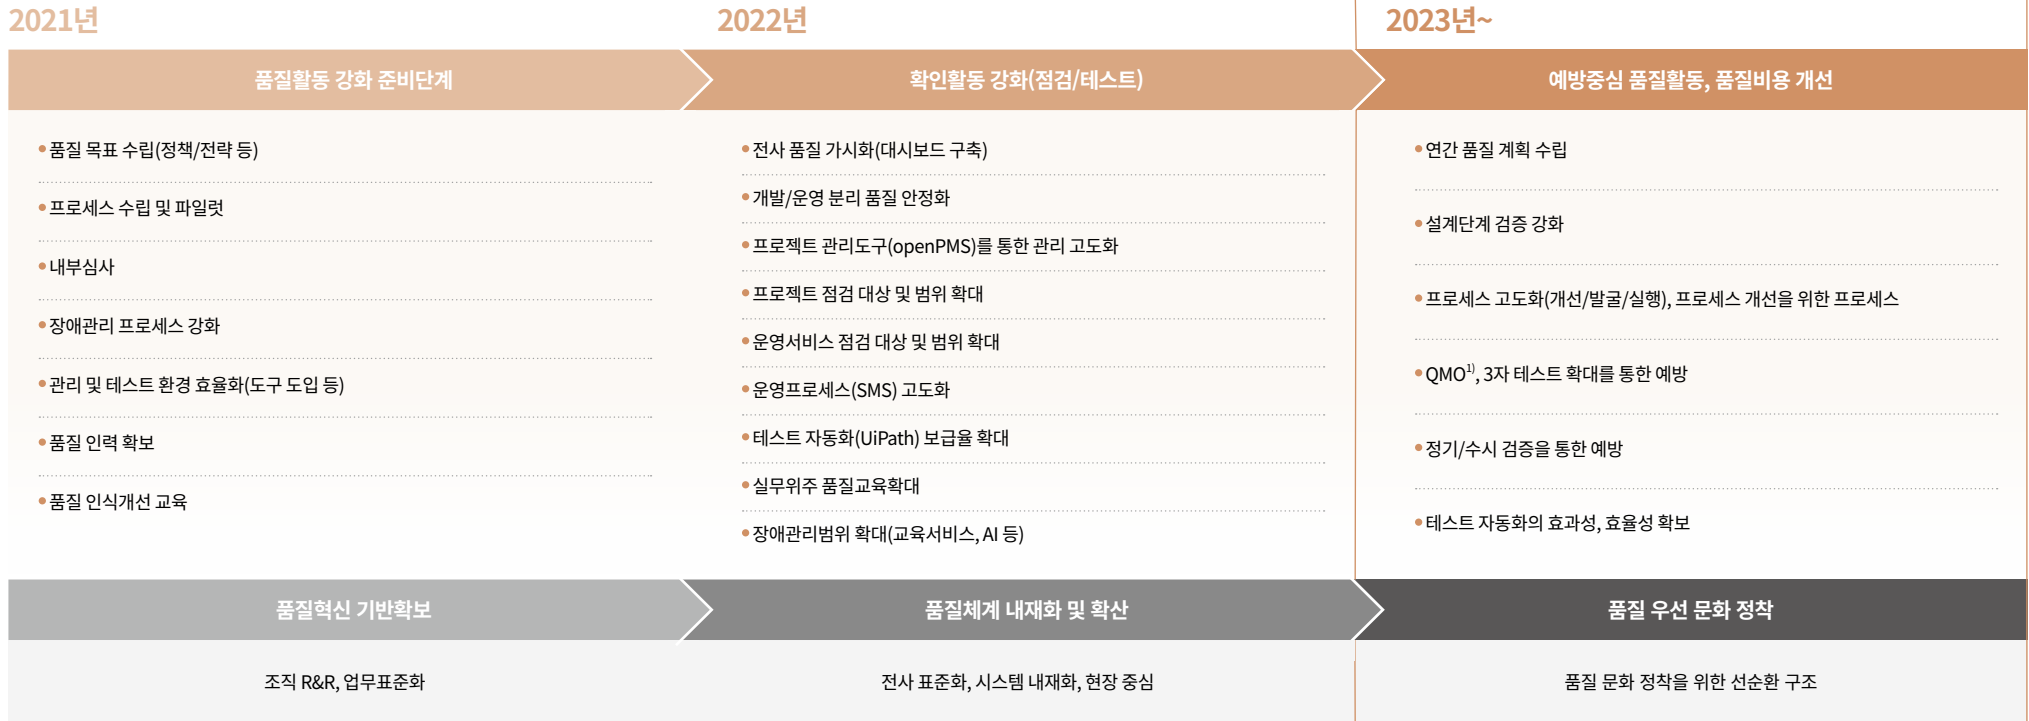 2021년
품질활동 강화 준비단계
품질 목표 수립(정책/전략 등)
프로세스 수립 및 파일럿
내부심사
장애관리 프로세스 강화
관리 및 테스트 환경 효율화(도구 도입 등)
품질 인력 확보
품질 인식개선 교육
품질혁신 기반확보
조직 R&R, 업무표준화
2022년
확인활동 강화(점검/테스트)
전사 품질 가시화(대시보드 구축)
개발/운영 분리 품질 안정화
프로젝트 관리도구(openPMS)를 통한 관리 고도화
프로젝트 점검 대상 및 범위 확대
운영서비스 점검 대상 및 범위 확대
운영프로세스(SMS) 고도화
테스트 자동화(UiPath) 보급율 확대
실무위주 품질교육확대
장애관리범위 확대(교육서비스, AI 등)
품질체계 내재화 및 확산
전사 표준화, 시스템 내재화, 현장 중심
2023년~
예방중심 품질활동, 품질비용 개선
연간 품질 계획 수립
설계단계 검증 강화
프로세스 고도화(개선/발굴/실행), 프로세스 개선을 위한 프로세스
QMO1), 3자 테스트 확대를 통한 예방
정기/수시 검증을 통한 예방
테스트 자동화의 효과성, 효율성 확보
품질 우선 문화 정착
품질 문화 정착을 위한 선순환 구조